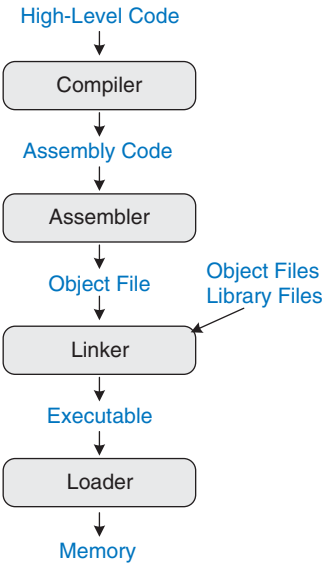 High-Level Code
Compiler
Assembly Code
Assembler
Object File
Object Files
Library Files
Linker
Executable
Loader
Memory